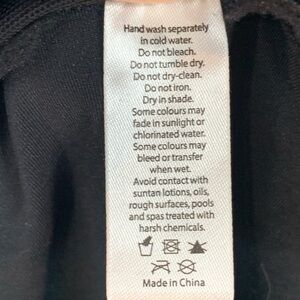 Hand wash separately
in cold water.
Do not bleach.
Do not tumble dry.
Do not dry-clean.
Do not iron.
Dry in shade.
Some colours may
fade in sunlight or
chlorinated water.
Some colours may
bleed or transfer
when wet.
Avoid contact with
suntan lotions, oils,
rough surfaces, pools
and spas treated with
harsh chemicals.
Made in China